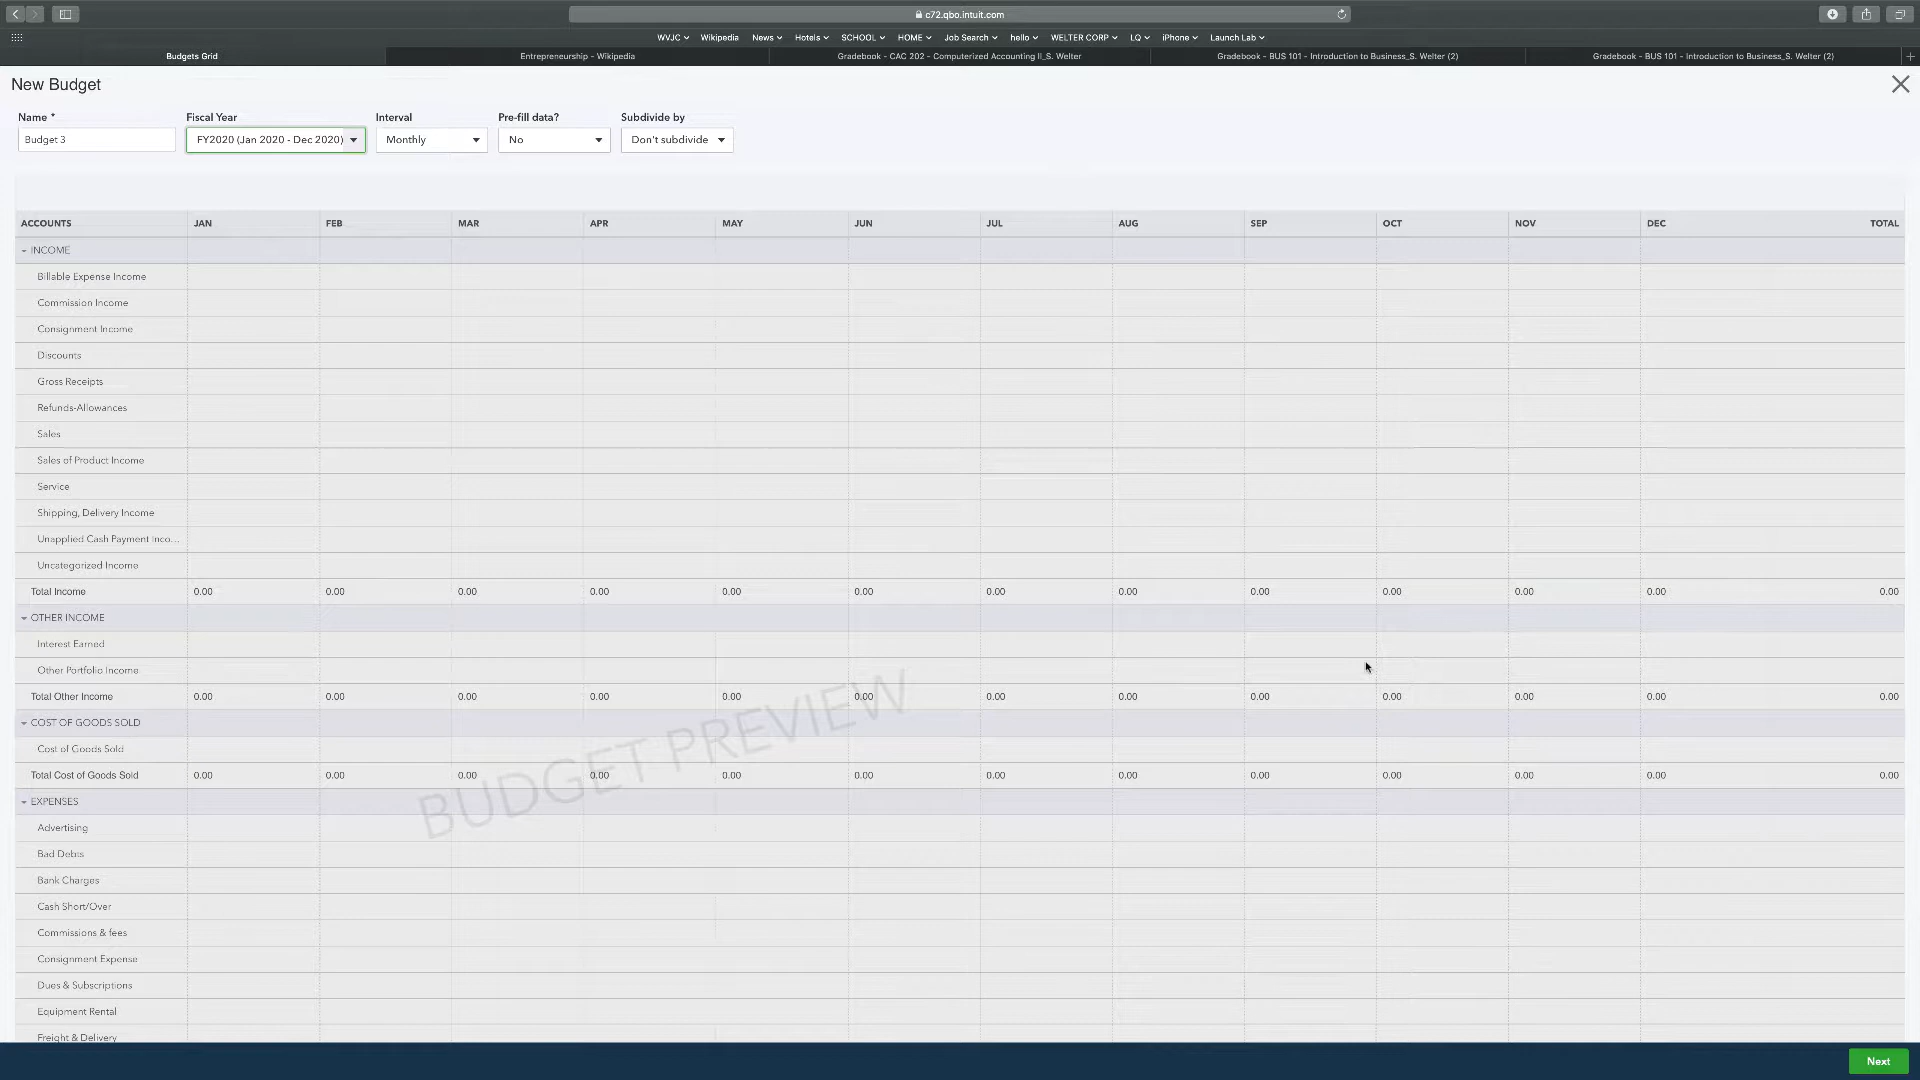 c72.qbo.intuit.com
WVJC Wikipedia News Hotels SCHOOL HOME Job Search hello WELTER CORP LQ iPhone Launch Lab
Budgets Grid Entrepreneurship - Wikipedia Gradebook - CAC 202 - Computerized Accounting II_S. Welter Gradebook - BUS 101 - Introduction to Business_S. Welter (2) Gradebook - BUS 101 - Introduction to Business_S. Welter (2)
New Budget
Name * Fiscal Year Interval Pre-fill data? Subdivide by
Budget 3 FY2020 (Jan 2020 - Dec 2020) Monthly No Don't subdivide
ACCOUNTS JAN FEB MAR APR MAY JUN JUL AUG SEP OCT NOV DEC TOTAL
INCOME
Billable Expense Income
Commission Income
Consignment Income
Discounts
Gross Receipts
Refunds-Allowances
Sales
Sales of Product Income
Service
Shipping, Delivery Income
Unapplied Cash Payment Inco...
Uncategorized Income
Total Income 0.00 0.00 0.00 0.00 0.00 0.00 0.00 0.00 0.00 0.00 0.00 0.00 0.00
OTHER INCOME
Interest Earned
Other Portfolio Income
Total Other Income 0.00 0.00 0.00 0.00 0.00 0.00 0.00 0.00 0.00 0.00 0.00 0.00 0.00
COST OF GOODS SOLD
Cost of Goods Sold
Total Cost of Goods Sold 0.00 0.00 0.00 0.00 0.00 0.00 0.00 0.00 0.00 0.00 0.00 0.00 0.00
BUDGET PREVIEW
EXPENSES
Advertising
Bad Debts
Bank Charges
Cash Short/Over
Commissions & fees
Consignment Expense
Dues & Subscriptions
Equipment Rental
Freight & Delivery
Next